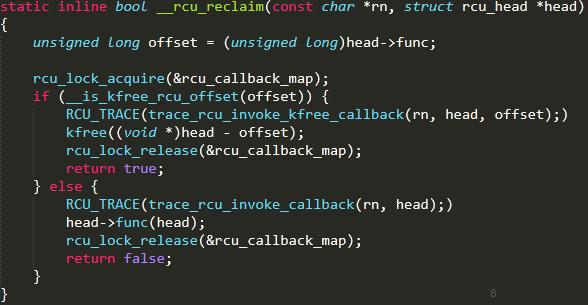 static inline bool __rcu_reclaim(const char *rn, struct rcu_head *head)
{
    unsigned long offset = (unsigned long)head->func;

    rcu_lock_acquire(&rcu_callback_map);
    if (__is_kfree_rcu_offset(offset)) {
        RCU_TRACE(trace_rcu_invoke_kfree_callback(rn, head, offset);)
        kfree((void *)head - offset);
        rcu_lock_release(&rcu_callback_map);
        return true;
    } else {
        RCU_TRACE(trace_rcu_invoke_callback(rn, head);)
        head->func(head);
        rcu_lock_release(&rcu_callback_map);
        return false;
    }
}
8